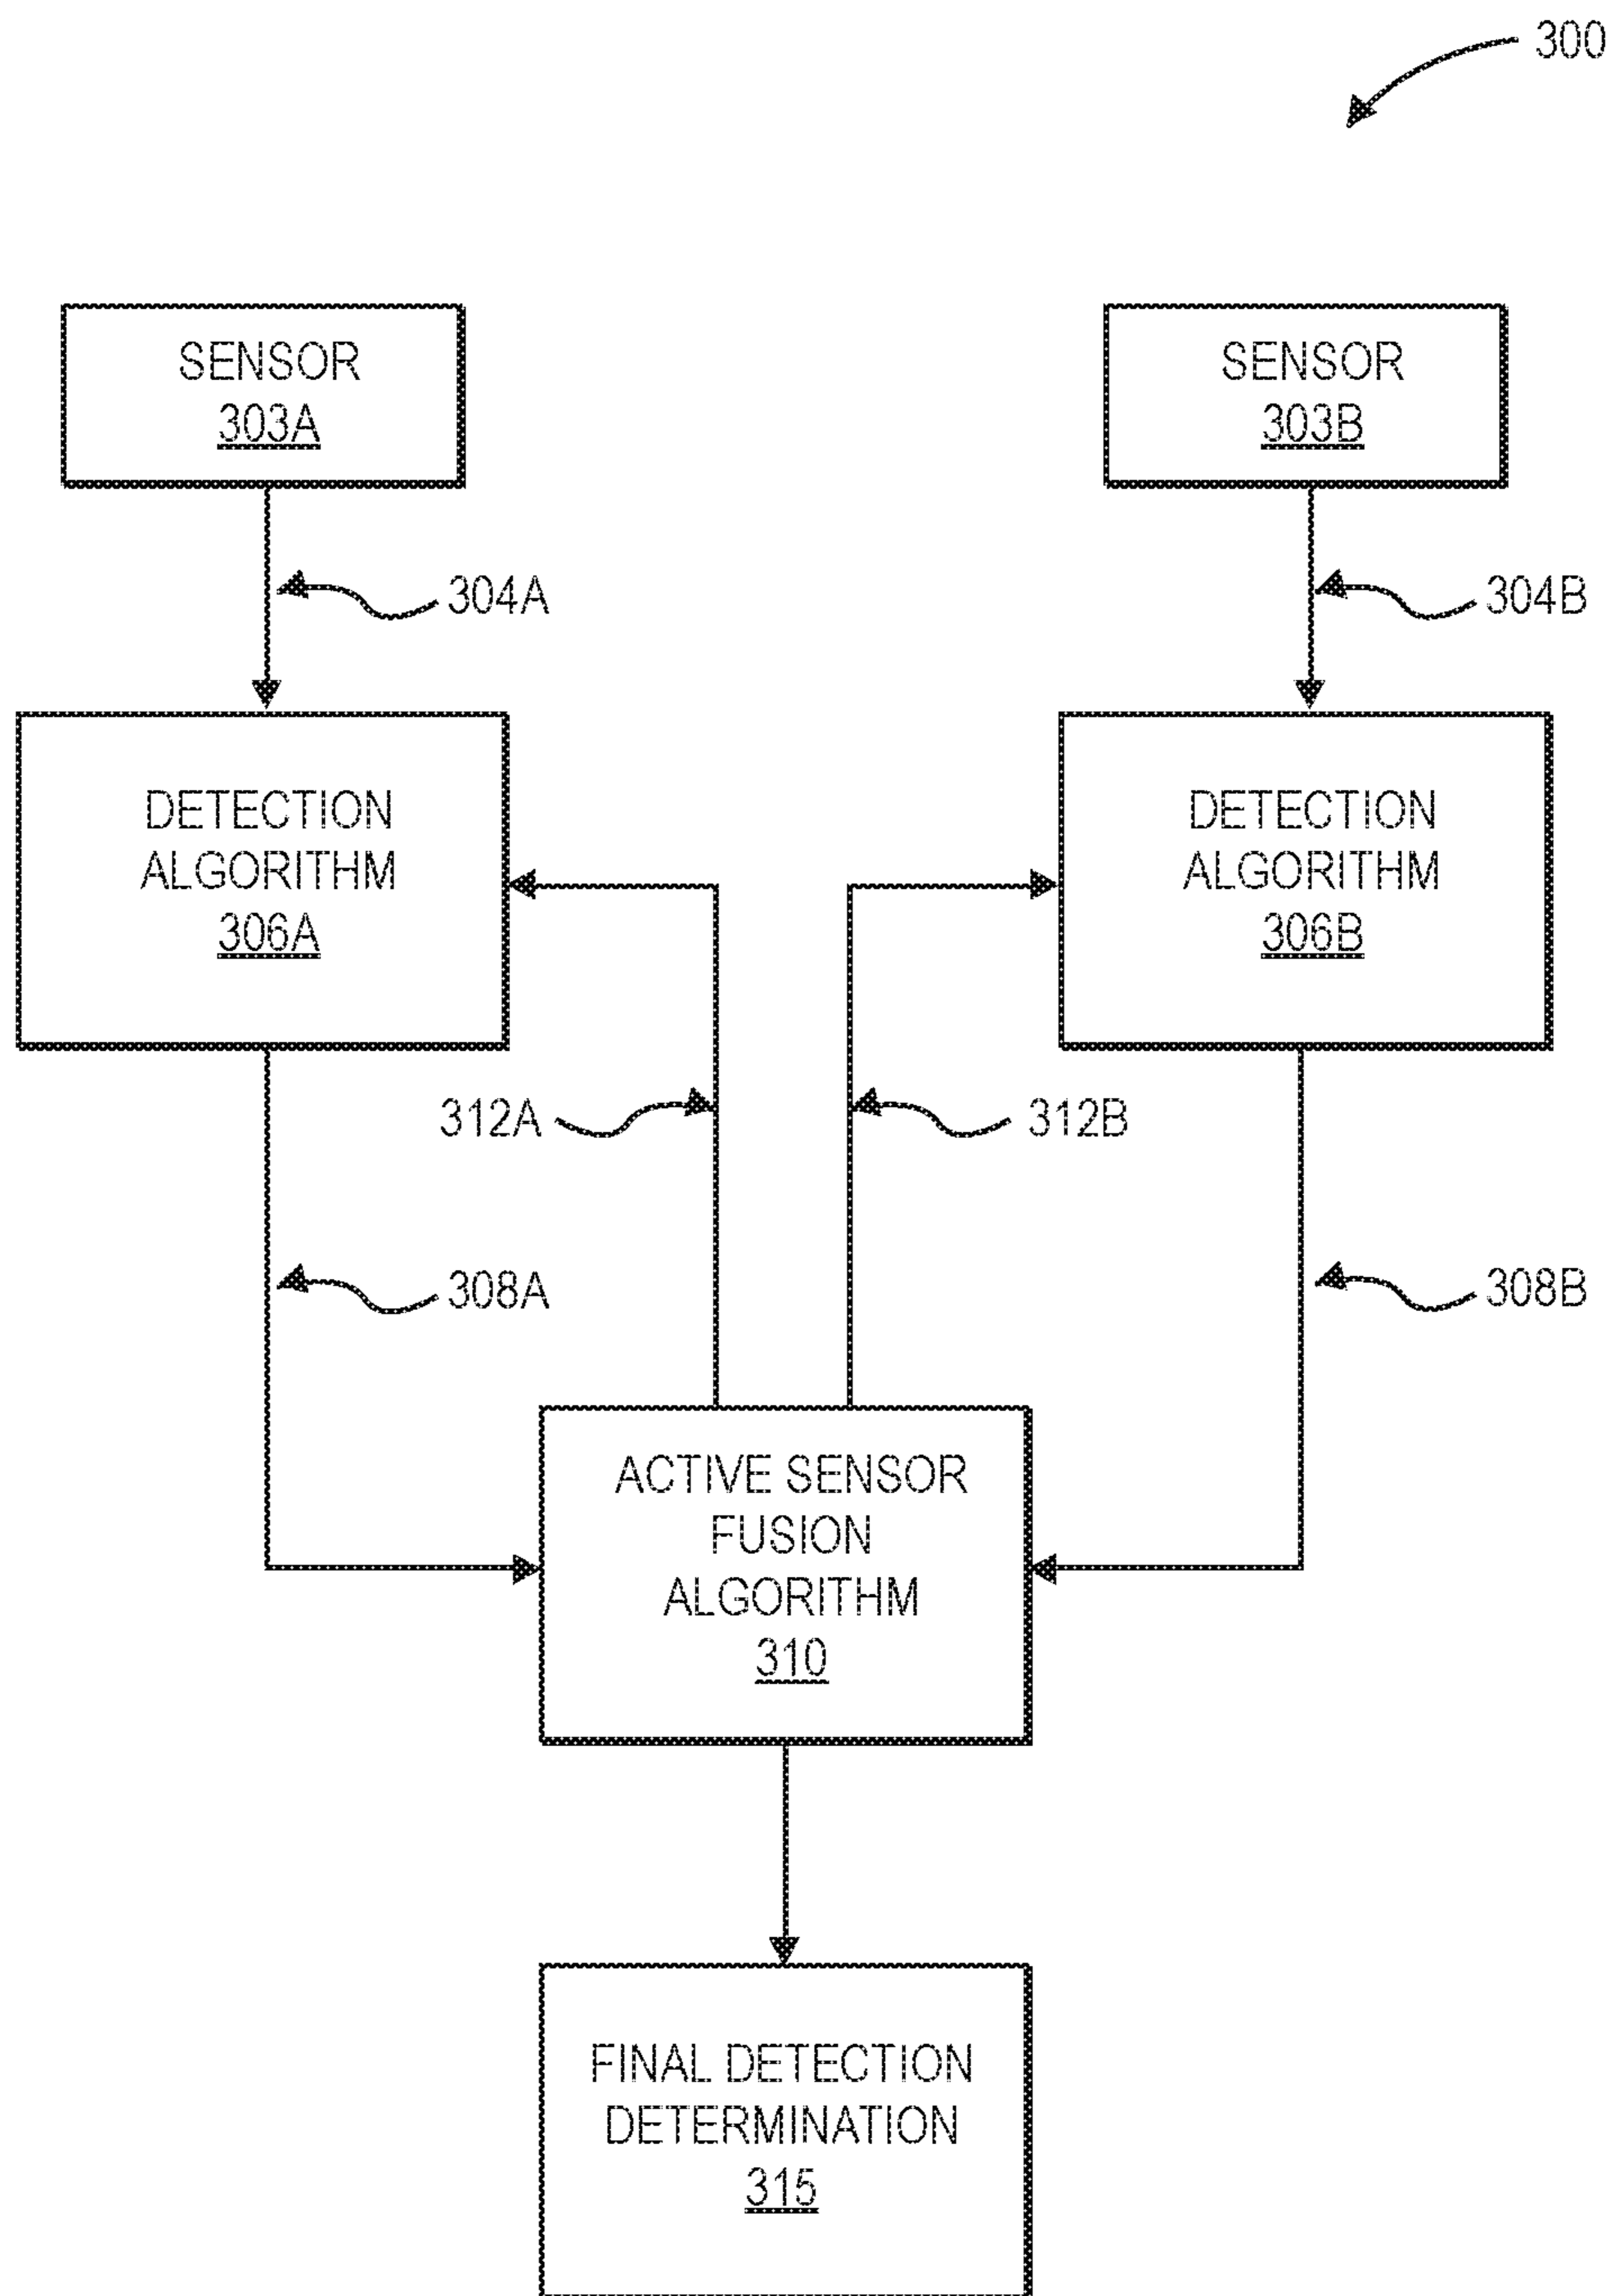 300
SENSOR
303A
SENSOR
303B
304A
304B
DETECTION
ALGORITHM
306A
DETECTION
ALGORITHM
306B
312A
312B
308A
308B
ACTIVE SENSOR
FUSION
ALGORITHM
310
FINAL DETECTION
DETERMINATION
315